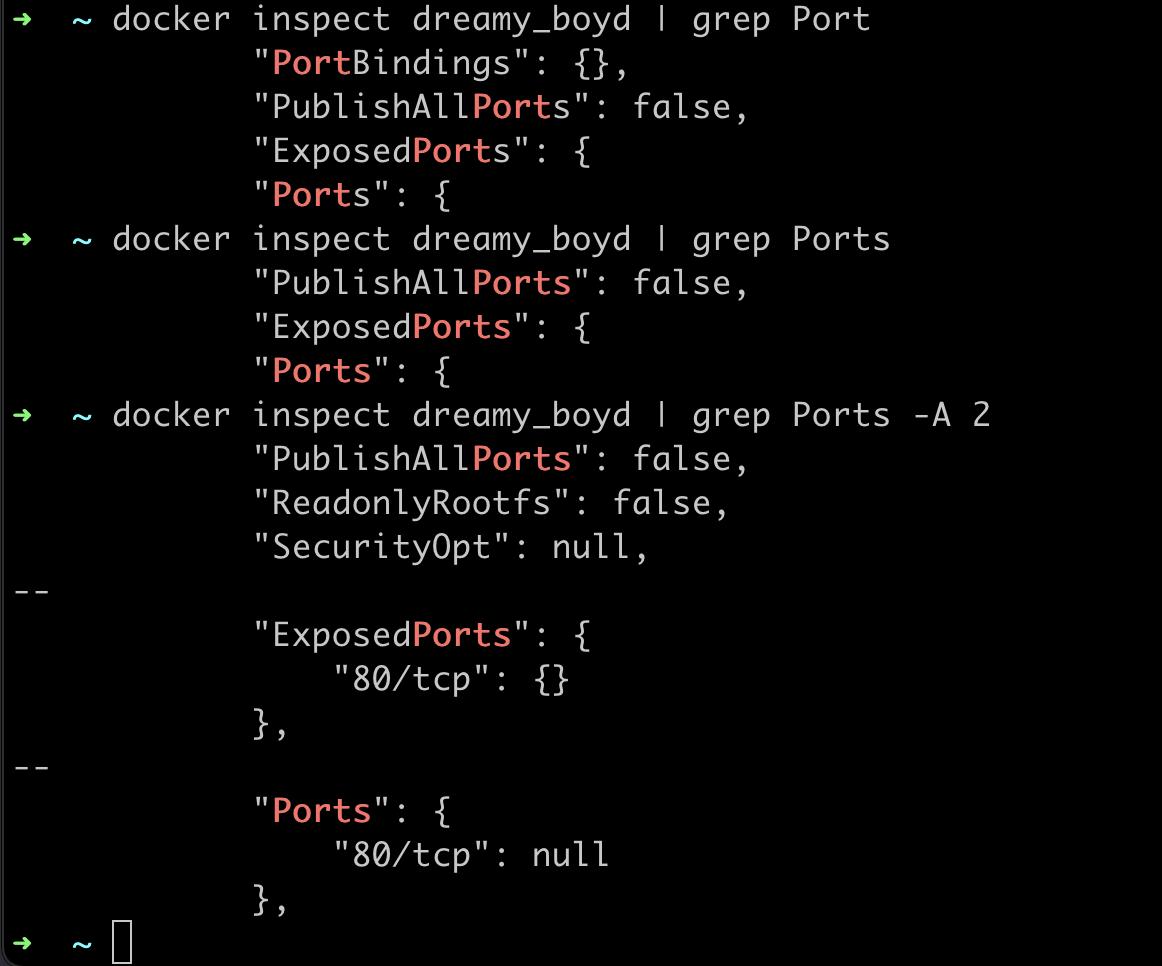 ➜  ~ docker inspect dreamy_boyd | grep Port
            "PortBindings": {},
            "PublishAllPorts": false,
            "ExposedPorts": {
            "Ports": {
➜  ~ docker inspect dreamy_boyd | grep Ports
            "PublishAllPorts": false,
            "ExposedPorts": {
            "Ports": {
➜  ~ docker inspect dreamy_boyd | grep Ports -A 2
            "PublishAllPorts": false,
            "ReadonlyRootfs": false,
            "SecurityOpt": null,
--
            "ExposedPorts": {
                "80/tcp": {}
            },
--
            "Ports": {
                "80/tcp": null
            },
➜  ~